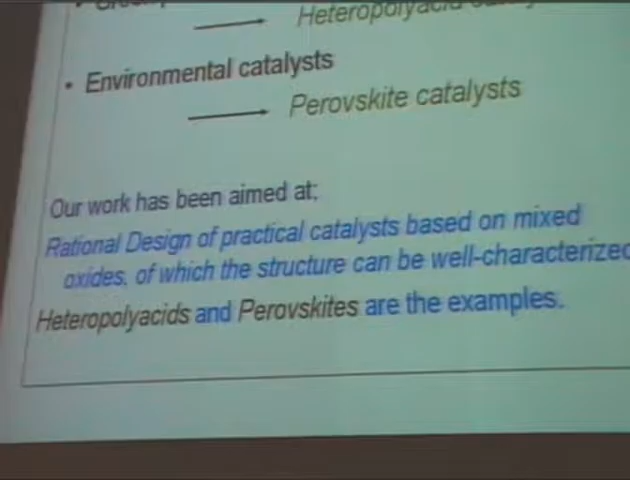 Heteropolyacid
• Environmental catalysts
Perovskite catalysts
Our work has been aimed at;
Rational Design of practical catalysts based on mixed
oxides, of which the structure can be well-characterized
Heteropolyacids and Perovskites are the examples.